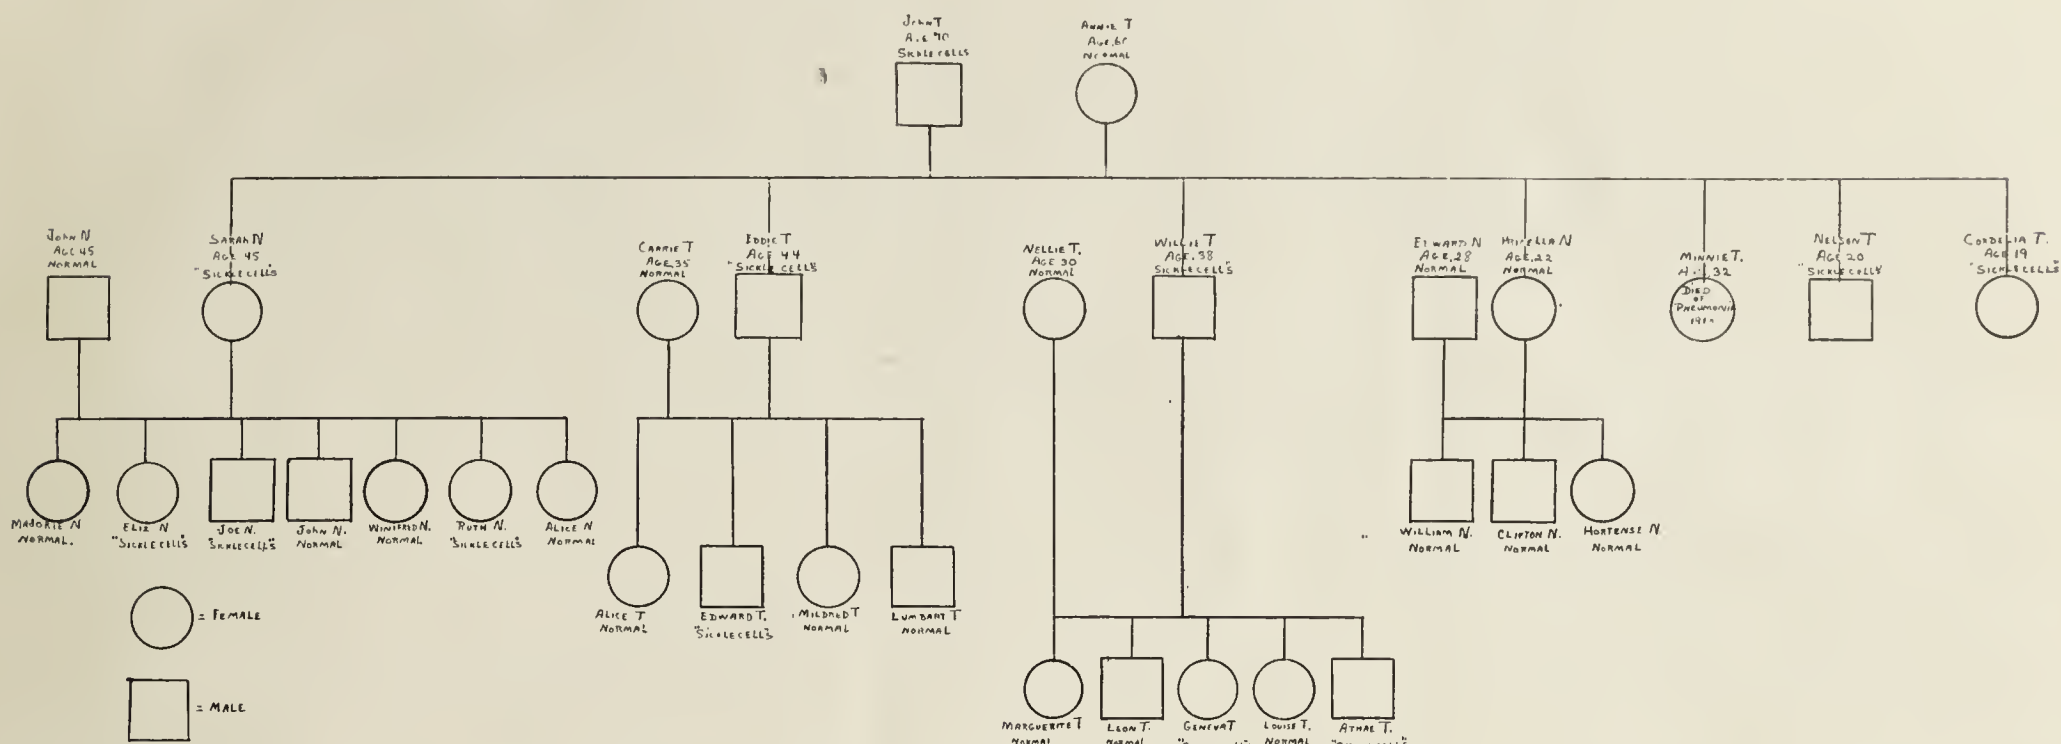 John T
Age 70
Sickle cells
Annie T
Normal
John N
Age 45
Normal
Sarah N
Age 45
"Sickle cells
Carrie T
Age 35
Normal
Eddie T
Age 44
"Sickle cells
Nellie T.
Age 30
Normal
Willie T
Age. 38
Sickle cells
Edward N
Age. 28
Normal
N
Age. 22
Normal
Minnie T.
32
Died
of
Pneumonia
Nelson T
Age 20
"Sickle cells"
Cordelia T.
Age 19
"Sickle cells
Majorie N
Normal.
Eliz N
"Sickle cells
Joe N.
"Sickle cells"
John N.
Normal
Winifred N.
Normal
Ruth N.
"Sickle cells
Alice N
Normal
William N.
Normal
Clifton N.
Normal
Hortense N.
Normal
Alice T
Normal
Edward T.
"Sickle cells
Mildred T
Normal
Lumbart T
Normal
= Female
= Male
Marguerite T
Normal
Leon T.
Normal
Geneva T
Louise T.
Normal
Athae T.